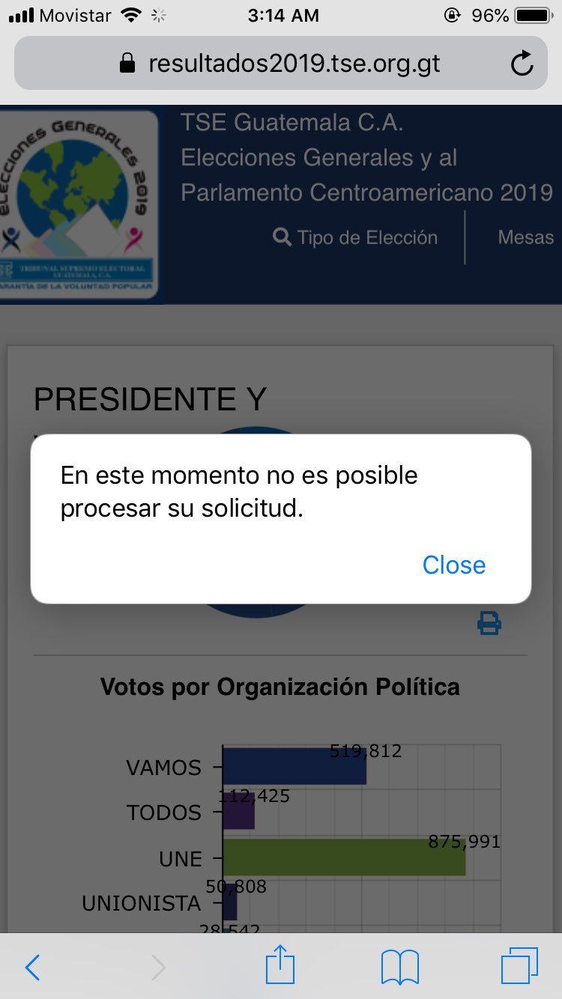 Movistar 3:14 AM 96%
resultados2019.tse.org.gt
ELECCIONES GENERALES 2019
TRIBUNAL SUPREMO ELECTORAL
GUATEMALA, C.A.
GARANTÍA DE LA VOLUNTAD POPULAR
TSE Guatemala C.A.
Elecciones Generales y al
Parlamento Centroamericano 2019
Tipo de Elección Mesas
PRESIDENTE Y
En este momento no es posible
procesar su solicitud.
Close
Votos por Organización Política
VAMOS 519,812
TODOS 112,425
UNE 875,991
UNIONISTA 50,808
28,542